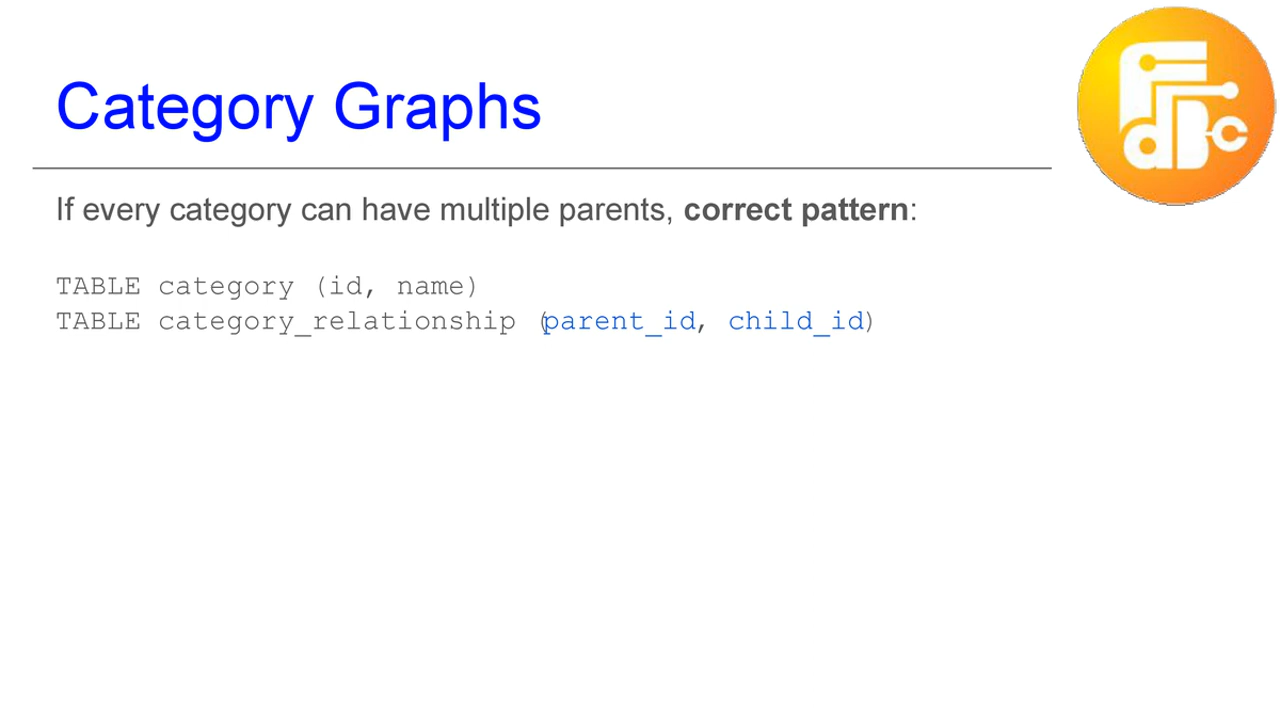 Category Graphs
If every category can have multiple parents, correct pattern:
TABLE category (id, name)
TABLE category_relationship (parent_id, child_id)